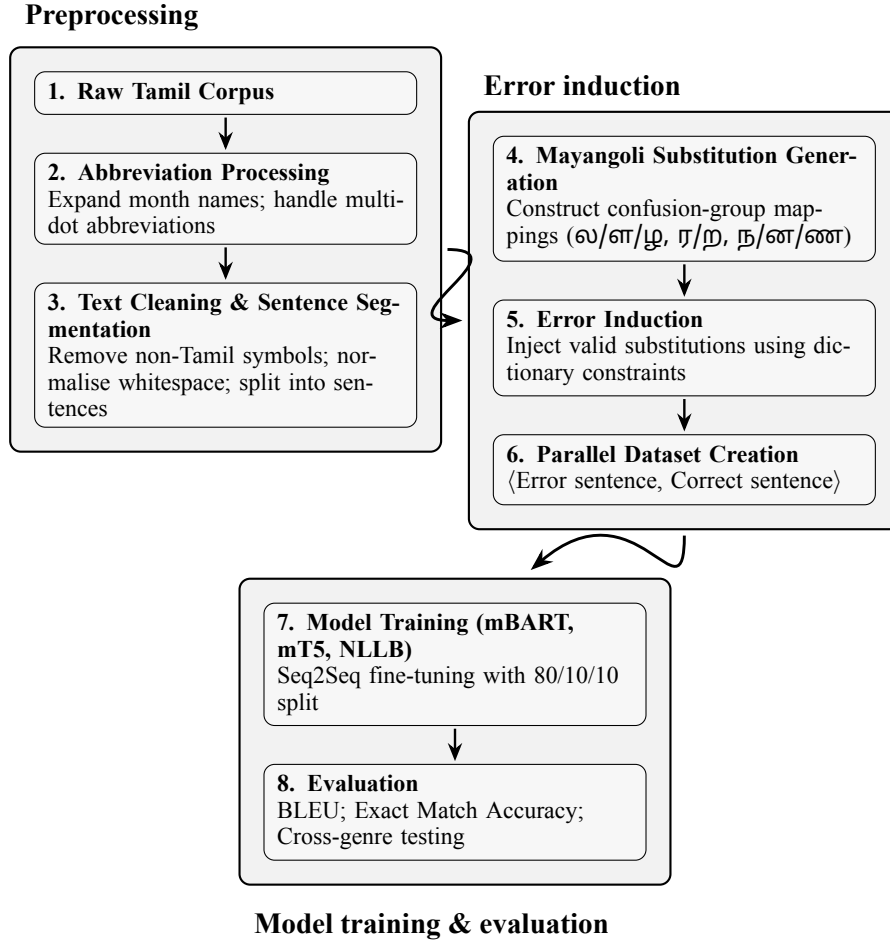 Preprocessing
1. Raw Tamil Corpus
2. Abbreviation Processing
Expand month names; handle multi-
dot abbreviations
3. Text Cleaning & Sentence Seg-
mentation
Remove non-Tamil symbols; nor-
malise whitespace; split into sen-
tences
Error induction
4. Mayangoli Substitution Gener-
ation
Construct confusion-group map-
pings (ல/ள/ழ, ர/ற, ந/ன/ண)
5. Error Induction
Inject valid substitutions using dic-
tionary constraints
6. Parallel Dataset Creation
⟨Error sentence, Correct sentence⟩
7. Model Training (mBART,
mT5, NLLB)
Seq2Seq fine-tuning with 80/10/10
split
8. Evaluation
BLEU; Exact Match Accuracy;
Cross-genre testing
Model training & evaluation